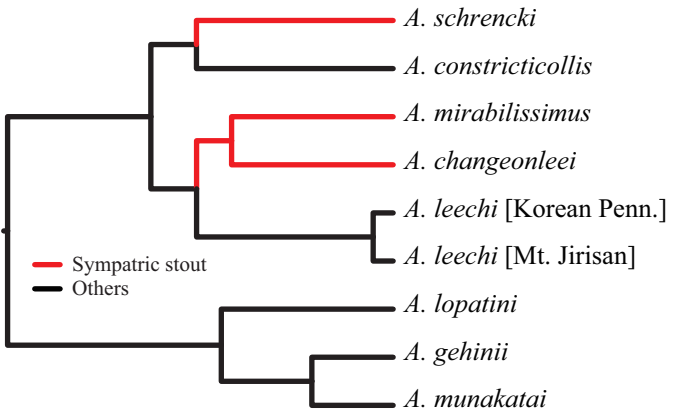 A. schrencki
A. constricticollis
A. mirabilissimus
A. changeonleei
A. leechi [Korean Penn.]
A. leechi [Mt. Jirisan]
Sympatric stout
Others
A. lopatini
A. gehinii
A. munakatai